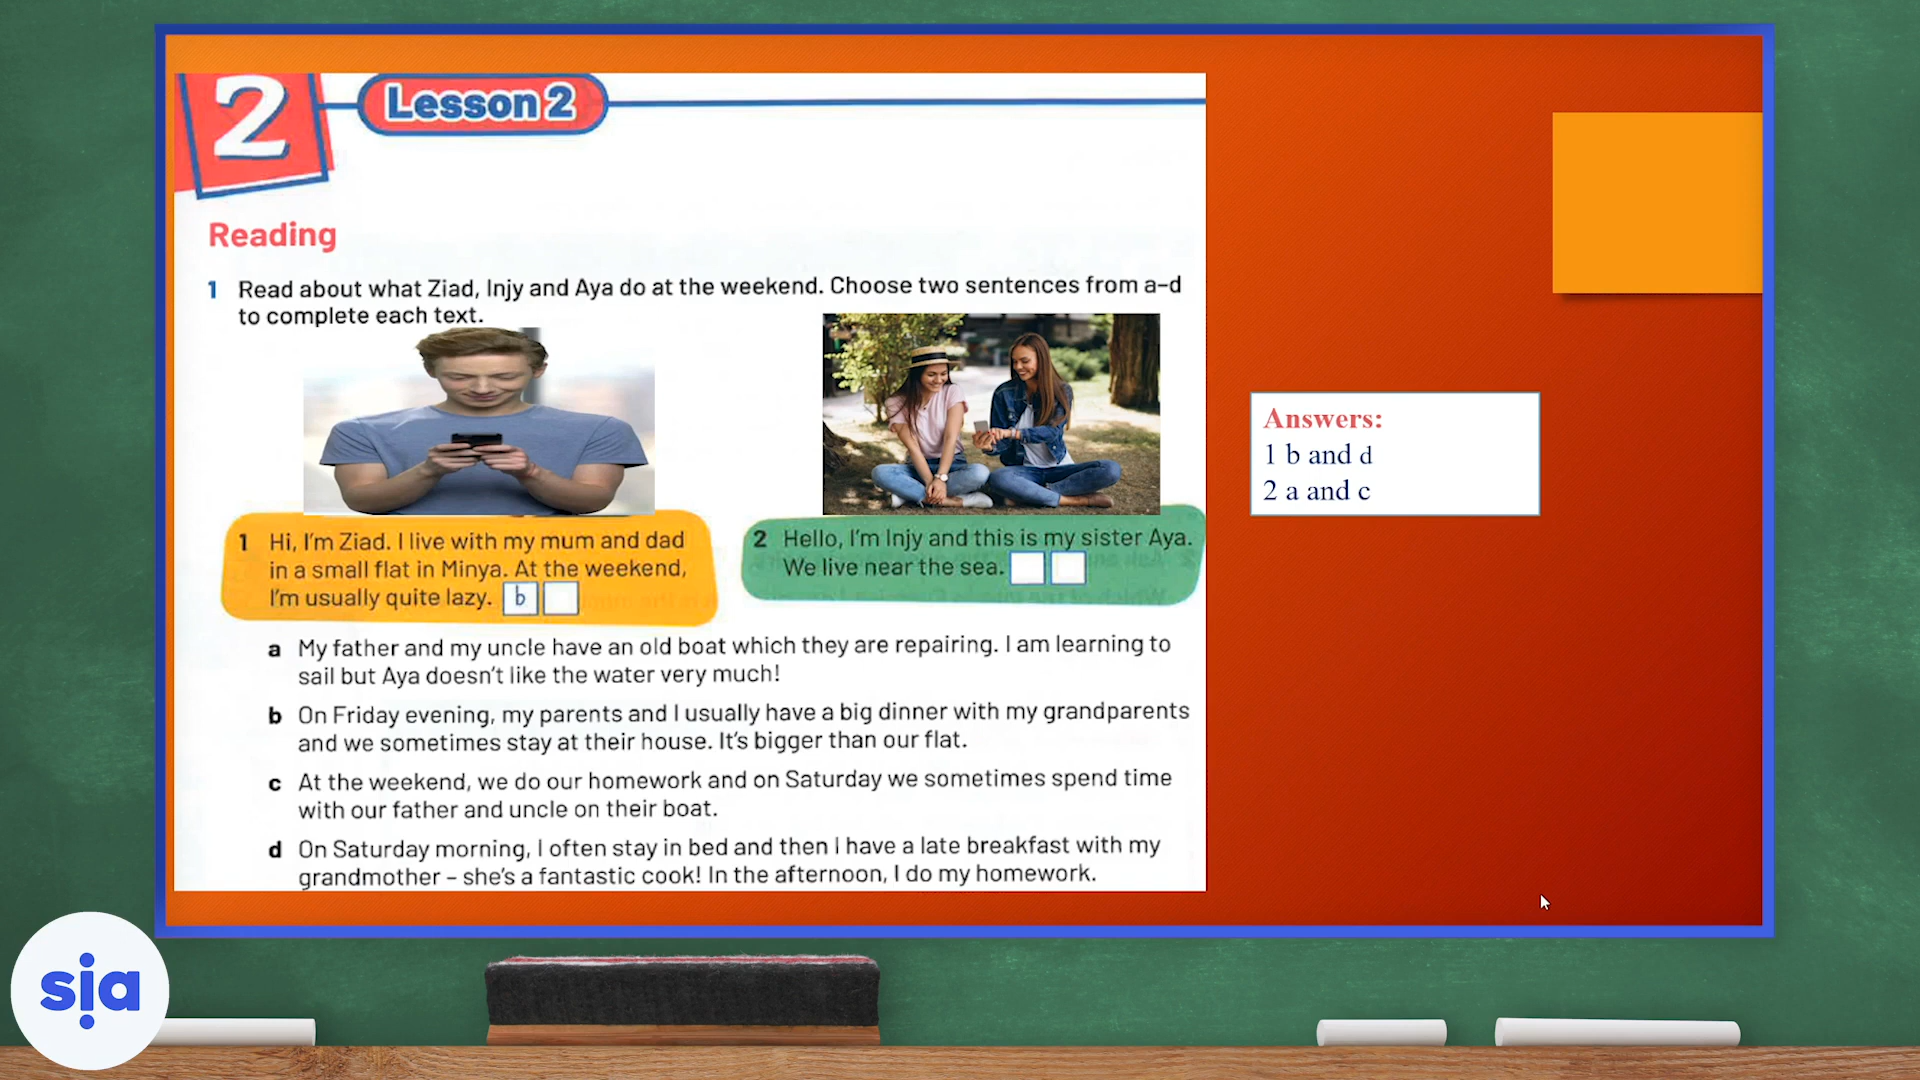 2
Lesson 2
Reading
1 Read about what Ziad, Injy and Aya do at the weekend. Choose two sentences from a–d
to complete each text.
1 Hi, I'm Ziad. I live with my mum and dad
in a small flat in Minya. At the weekend,
I'm usually quite lazy. b
2 Hello, I'm Injy and this is my sister Aya.
We live near the sea.
a My father and my uncle have an old boat which they are repairing. I am learning to
sail but Aya doesn't like the water very much!
b On Friday evening, my parents and I usually have a big dinner with my grandparents
and we sometimes stay at their house. It's bigger than our flat.
c At the weekend, we do our homework and on Saturday we sometimes spend time
with our father and uncle on their boat.
d On Saturday morning, I often stay in bed and then I have a late breakfast with my
grandmother – she's a fantastic cook! In the afternoon, I do my homework.
Answers:
1 b and d
2 a and c
sia